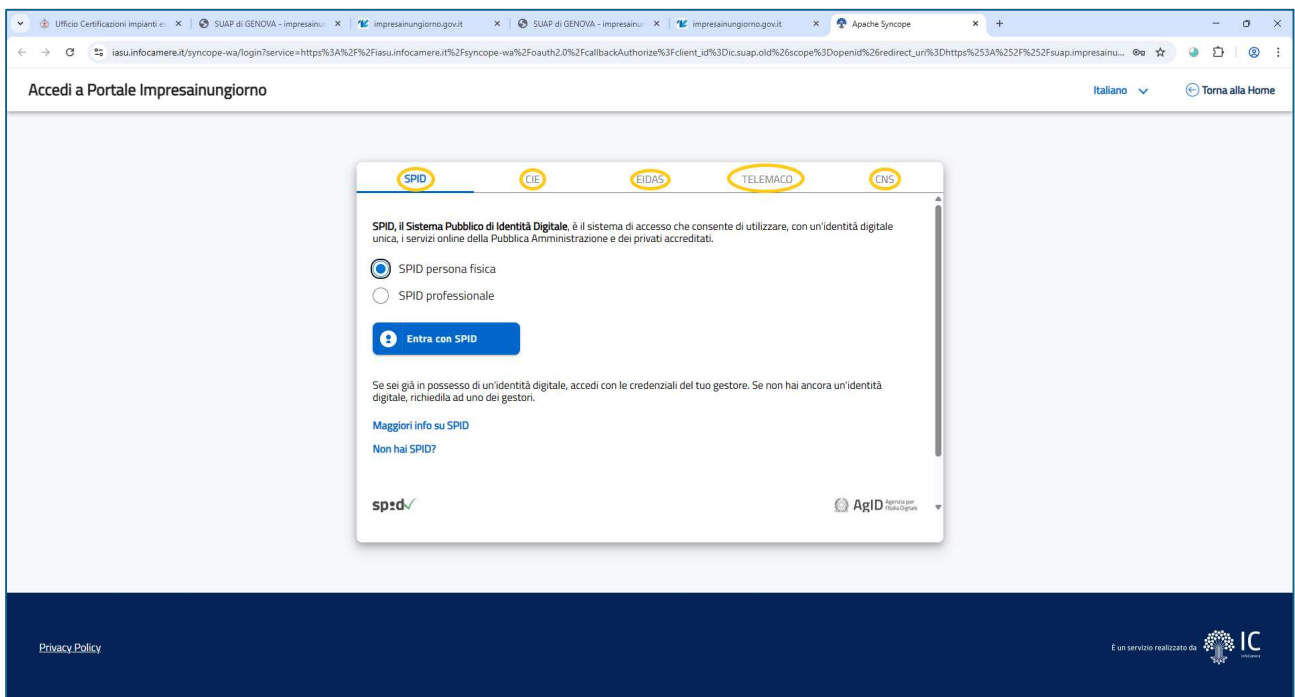 Ufficio Certificazioni impianti e
SUAP di GENOVA - impresainun
impresainungiorno.gov.it
SUAP di GENOVA - impresainun
impresainungiorno.gov.it
Apache Syncope
iasu.infocamere.it/syncope-wa/login?service=https%3A%2F%2Fiasu.infocamere.it%2Fsyncope-wa%2Foauth2.0%2FcallbackAuthorize%3Fclient_id%3Dic.suap.old%26scope%3Dopenid%26redirect_uri%3Dhttps%253A%252F%252Fsuap.impresainu...
Accedi a Portale Impresainungiorno
Italiano
Torna alla Home
SPID
CIE
EIDAS
TELEMACO
CNS
SPID, il Sistema Pubblico di Identità Digitale, è il sistema di accesso che consente di utilizzare, con un'identità digitale
unica, i servizi online della Pubblica Amministrazione e dei privati accreditati.
SPID persona fisica
SPID professionale
Entra con SPID
Se sei già in possesso di un'identità digitale, accedi con le credenziali del tuo gestore. Se non hai ancora un'identità
digitale, richiedila ad uno dei gestori.
Maggiori info su SPID
Non hai SPID?
spid
AgID Agenzia per
l'Italia Digitale
Privacy Policy
È un servizio realizzato da
IC
InfoCamere